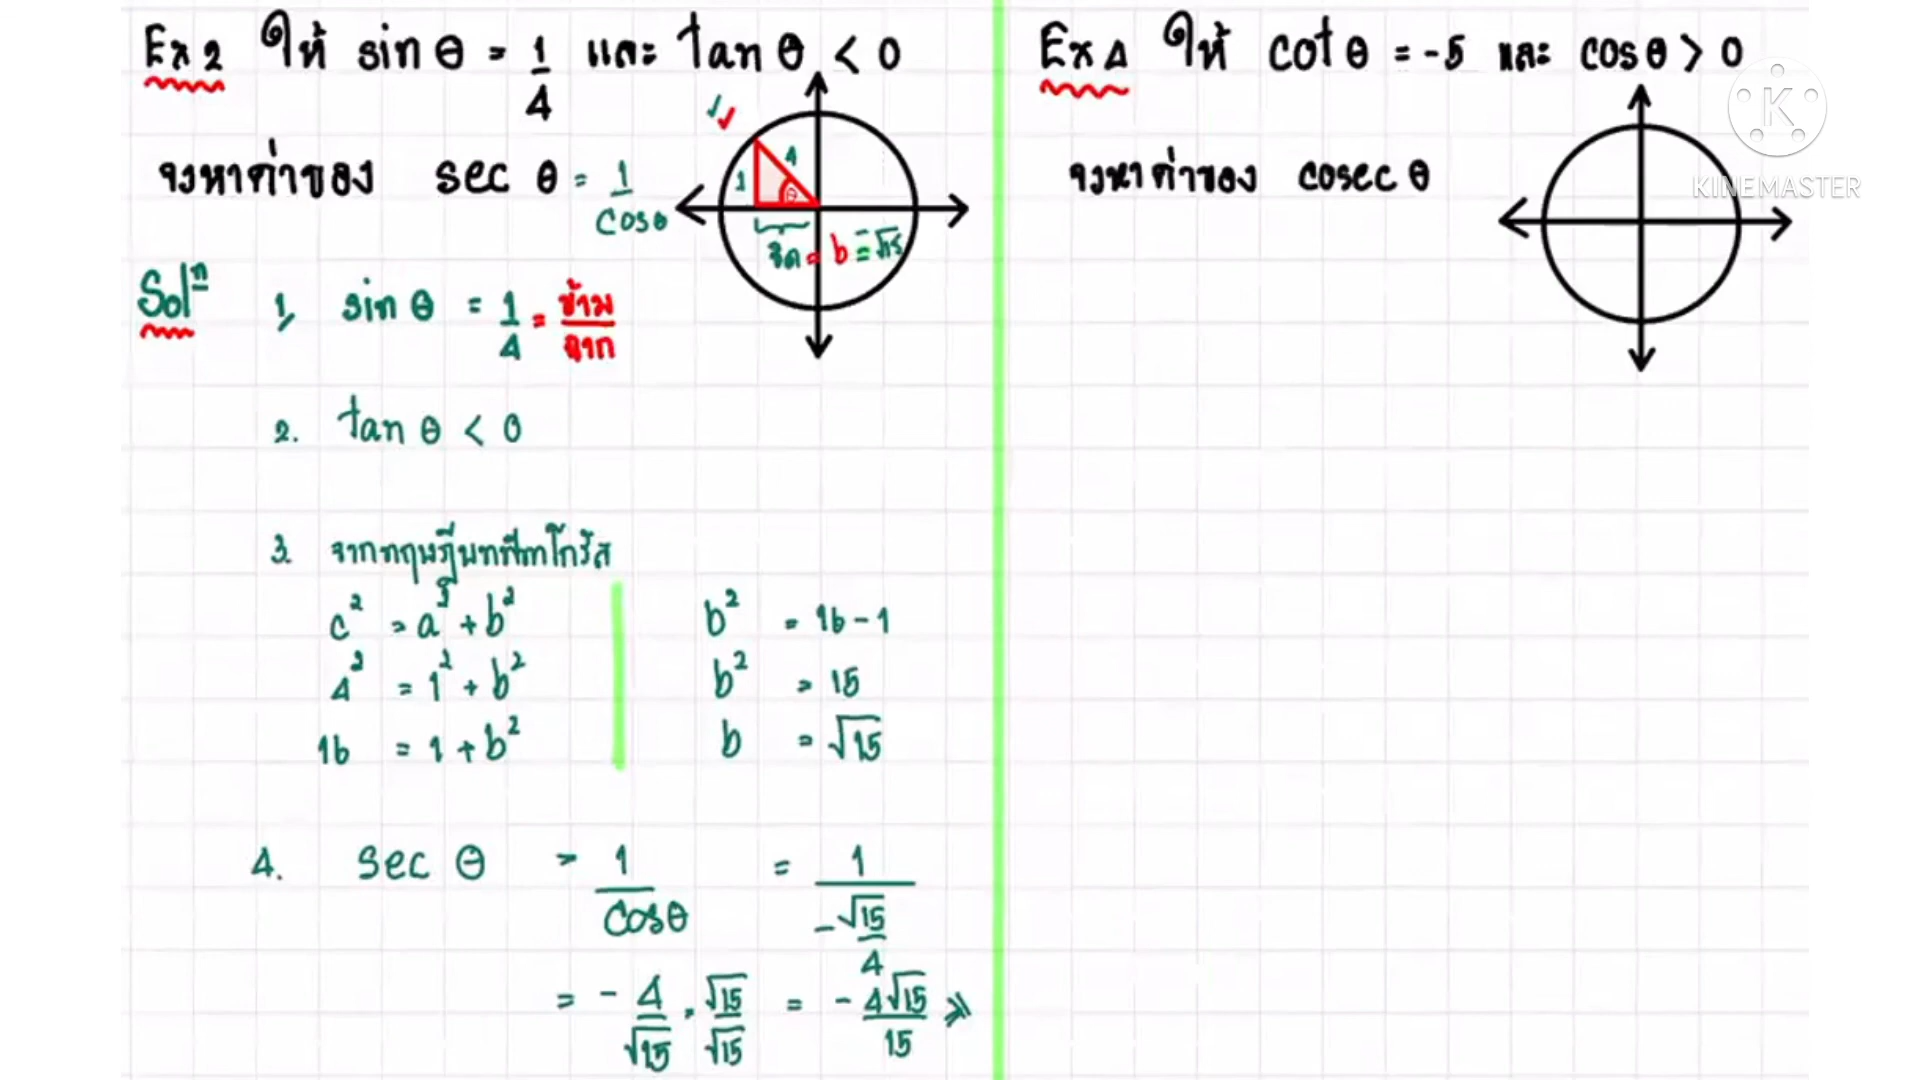 Ex 2 ให้ sin θ = 1/4 และ tan θ < 0
จงหาค่าของ sec θ = 1/cos θ
1 4 θ
ชิด = b = -√15
Solⁿ 1, sin θ = 1/4 = ข้าม/ฉาก
2. tan θ < 0
3. จากทฤษฎีบทพีทาโกรัส
c² = a² + b²
4² = 1² + b²
16 = 1 + b²
b² = 16 - 1
b² = 15
b = √15
4. sec θ = 1/cos θ = 1/(-√15/4)
= - 4/√15 · √15/√15 = - 4√15/15
Ex 4 ให้ cot θ = -5 และ cos θ > 0
จงหาค่าของ cosec θ
K
KINEMASTER